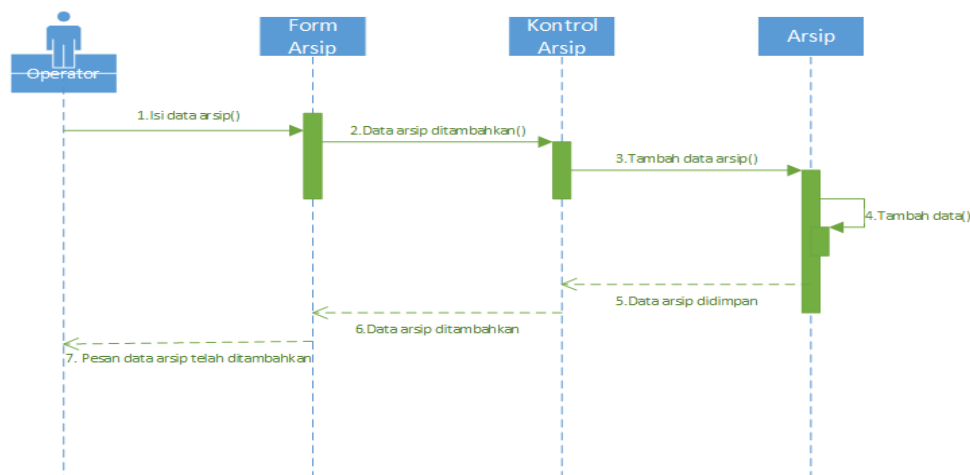 Form
Arsip
Kontrol
Arsip
Arsip
Operator
1.Isi data arsip()
2.Data arsip ditambahkan()
3.Tambah data arsip()
4.Tambah data()
5.Data arsip didimpan
6.Data arsip ditambahkan
7. Pesan data arsip telah ditambahkan